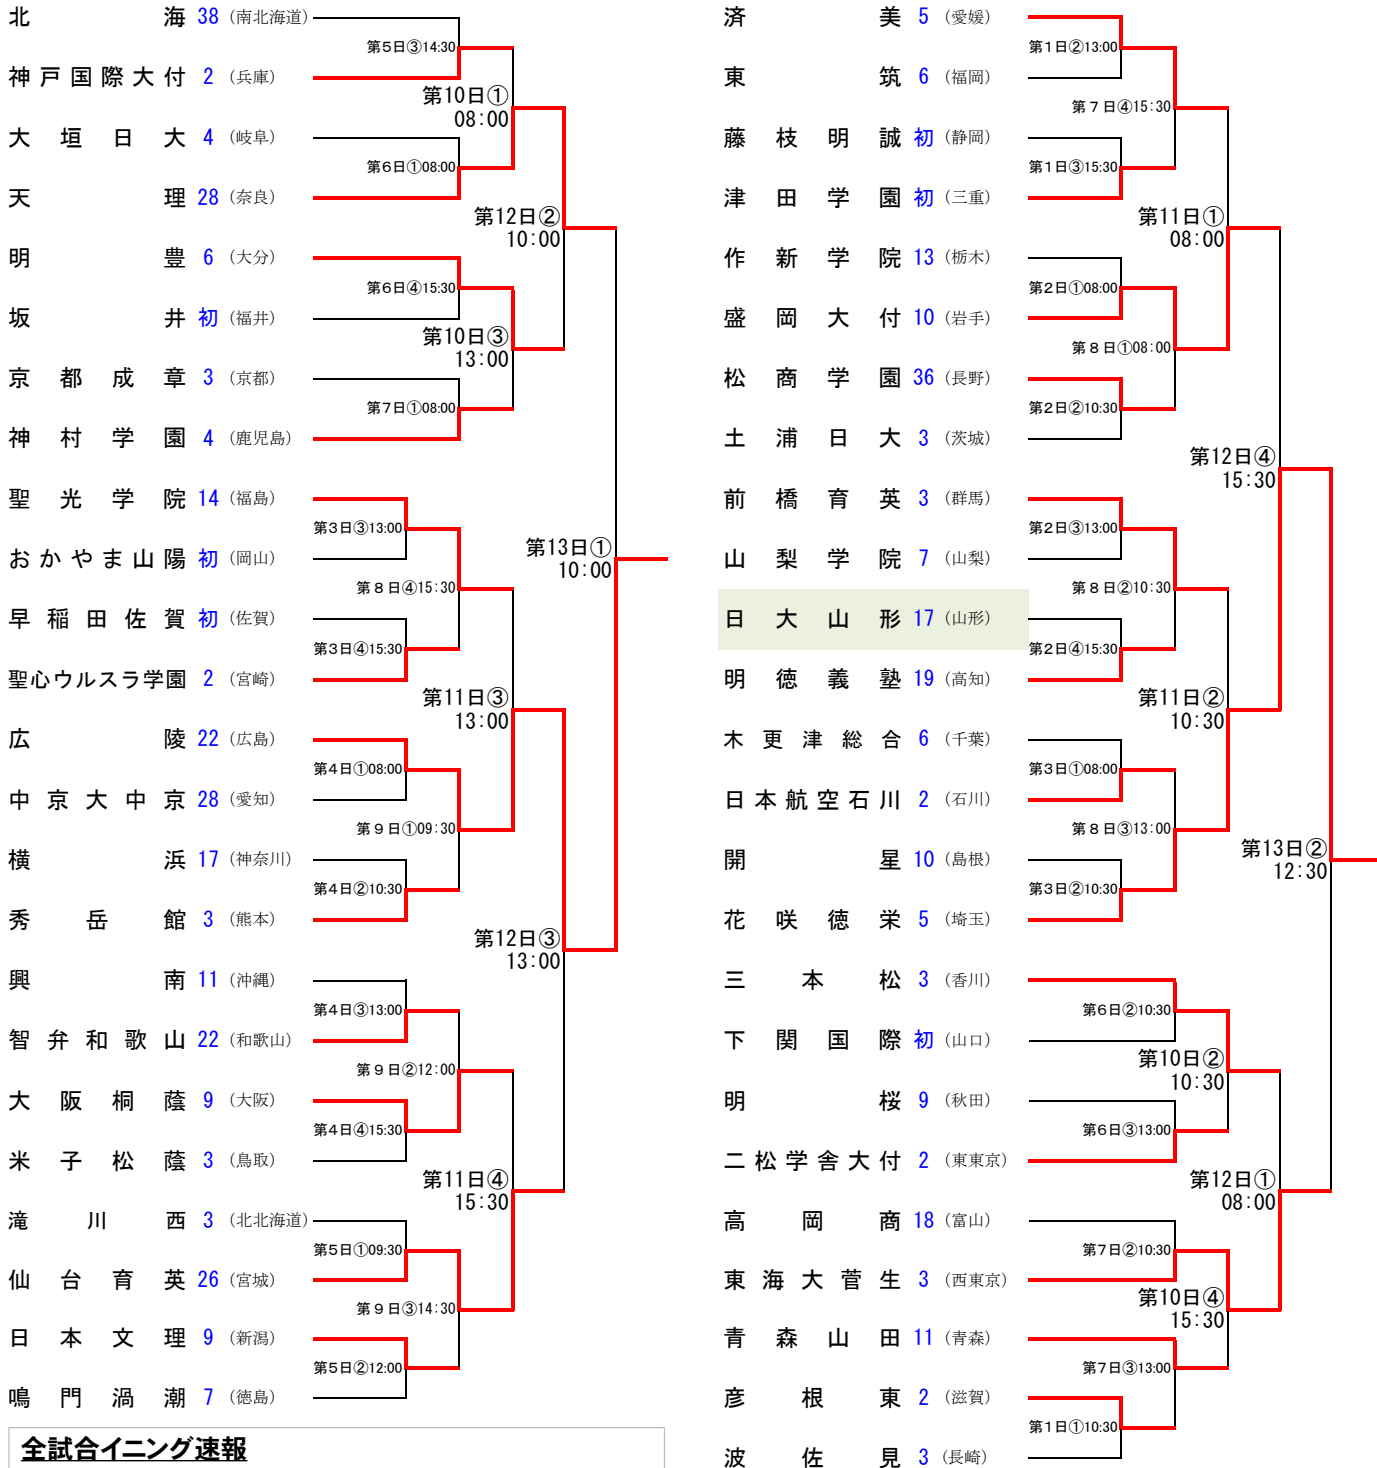 北海 38 (南北海道)
第5日③14:30
神戸国際大付 2 (兵庫)
第10日①
08:00
大垣日大 4 (岐阜)
第6日①08:00
天理 28 (奈良)
第12日②
10:00
明豊 6 (大分)
第6日④15:30
坂井 初 (福井)
第10日③
13:00
京都成章 3 (京都)
第7日①08:00
神村学園 4 (鹿児島)
聖光学院 14 (福島)
第3日③13:00
おかやま山陽 初 (岡山)
第13日①
10:00
第8日④15:30
早稲田佐賀 初 (佐賀)
第3日④15:30
聖心ウルスラ学園 2 (宮崎)
第11日③
13:00
広陵 22 (広島)
第4日①08:00
中京大中京 28 (愛知)
第9日①09:30
横浜 17 (神奈川)
第4日②10:30
秀岳館 3 (熊本)
第12日③
13:00
興南 11 (沖縄)
第4日③13:00
智弁和歌山 22 (和歌山)
第9日②12:00
大阪桐蔭 9 (大阪)
第4日④15:30
米子松蔭 3 (鳥取)
第11日④
15:30
滝川西 3 (北北海道)
第5日①09:30
仙台育英 26 (宮城)
第9日③14:30
日本文理 9 (新潟)
第5日②12:00
鳴門渦潮 7 (徳島)
全試合イニング速報
済美 5 (愛媛)
第1日②13:00
東筑 6 (福岡)
第7日④15:30
藤枝明誠 初 (静岡)
第1日③15:30
津田学園 初 (三重)
第11日①
08:00
作新学院 13 (栃木)
第2日①08:00
盛岡大付 10 (岩手)
第8日①08:00
松商学園 36 (長野)
第2日②10:30
土浦日大 3 (茨城)
第12日④
15:30
前橋育英 3 (群馬)
第2日③13:00
山梨学院 7 (山梨)
第8日②10:30
日大山形 17 (山形)
第2日④15:30
明徳義塾 19 (高知)
第11日②
10:30
木更津総合 6 (千葉)
第3日①08:00
日本航空石川 2 (石川)
第8日③13:00
第13日②
12:30
開星 10 (島根)
第3日②10:30
花咲徳栄 5 (埼玉)
三本松 3 (香川)
第6日②10:30
下関国際 初 (山口)
第10日②
10:30
明桜 9 (秋田)
第6日③13:00
二松学舎大付 2 (東東京)
第12日①
08:00
高岡商 18 (富山)
第7日②10:30
東海大菅生 3 (西東京)
第10日④
15:30
青森山田 11 (青森)
第7日③13:00
彦根東 2 (滋賀)
第1日①10:30
波佐見 3 (長崎)